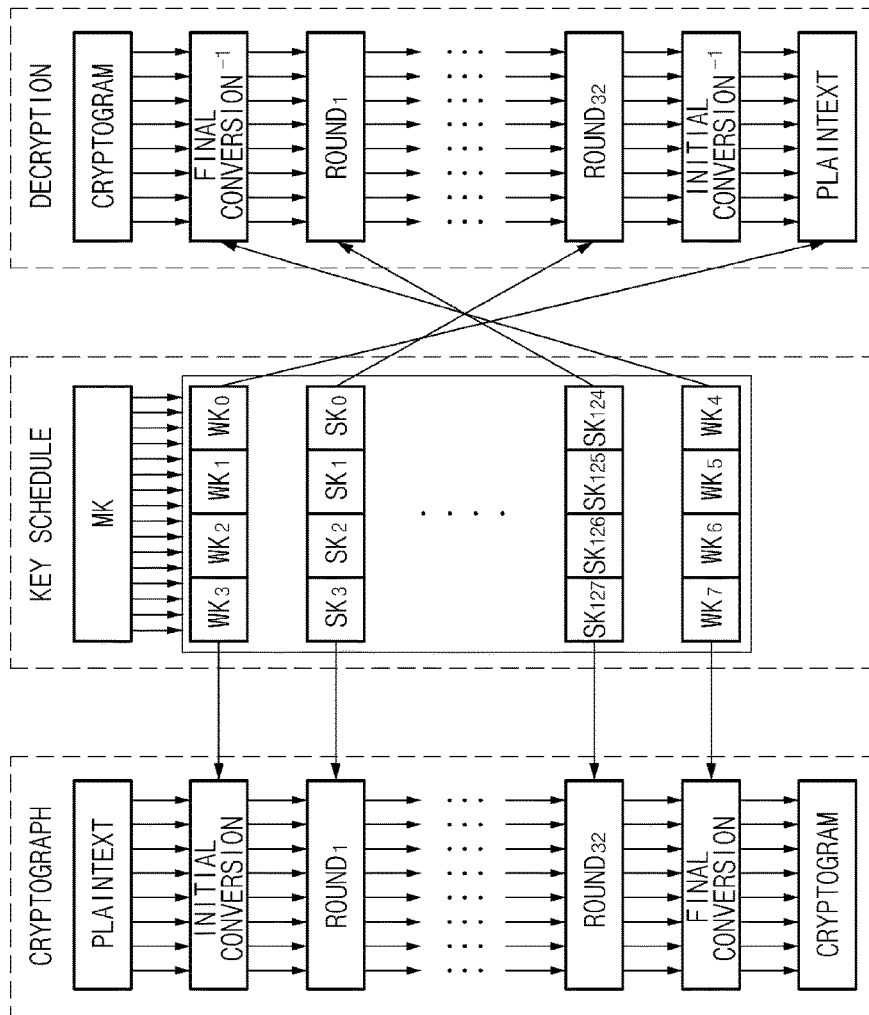 CRYPTOGRAPH
PLAINTEXT
INITIAL
CONVERSION
ROUND1
· · ·
ROUND32
FINAL
CONVERSION
CRYPTOGRAM
KEY SCHEDULE
MK
WK3 WK2 WK1 WK0
SK3 SK2 SK1 SK0
· · · ·
SK127 SK126 SK125 SK124
WK7 WK6 WK5 WK4
DECRYPTION
CRYPTOGRAM
FINAL
CONVERSION-1
ROUND1
· · ·
ROUND32
INITIAL
CONVERSION-1
PLAINTEXT